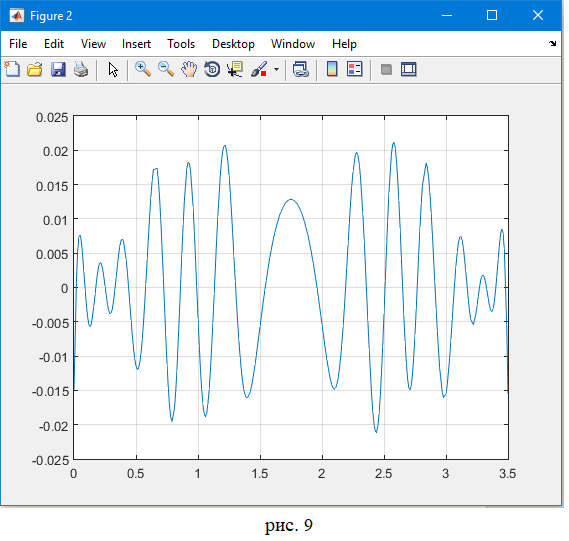 Figure 2
File Edit View Insert Tools Desktop Window Help
0.025
0.02
0.015
0.01
0.005
0
-0.005
-0.01
-0.015
-0.02
-0.025
0 0.5 1 1.5 2 2.5 3 3.5
рис. 9